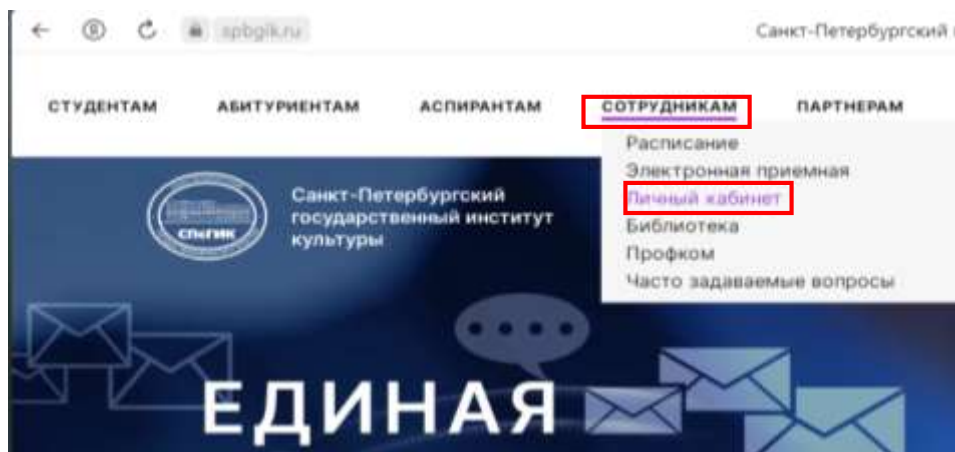 spbgik.ru
Санкт-Петербургский
СТУДЕНТАМ АБИТУРИЕНТАМ АСПИРАНТАМ СОТРУДНИКАМ ПАРТНЕРАМ
Расписание
Электронная приемная
Личный кабинет
Библиотека
Профком
Часто задаваемые вопросы
Санкт-Петербургский
государственный институт
культуры
СПбГИК
ЕДИНАЯ